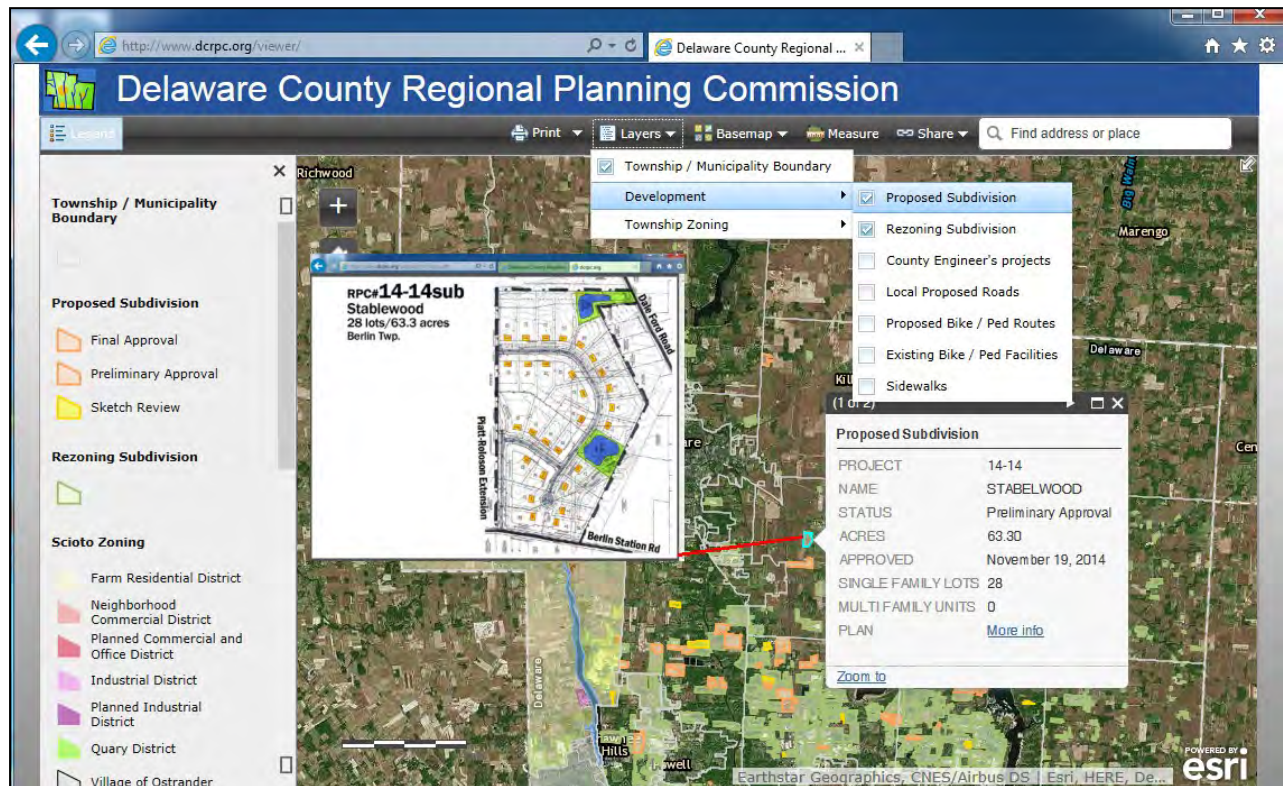 http://www.dcrpc.org/viewer/
Delaware County Regional ...
Delaware County Regional Planning Commission
Legend
Print
Layers
Basemap
Measure
Share
Find address or place
Township / Municipality Boundary
Development
Township Zoning
Proposed Subdivision
Rezoning Subdivision
County Engineer's projects
Local Proposed Roads
Proposed Bike / Ped Routes
Existing Bike / Ped Facilities
Sidewalks
Township / Municipality
Boundary
Proposed Subdivision
Final Approval
Preliminary Approval
Sketch Review
Rezoning Subdivision
Scioto Zoning
Farm Residential District
Neighborhood
Commercial District
Planned Commercial and
Office District
Industrial District
Planned Industrial
District
Quary District
Village of Ostrander
Richwood
Marengo
Delaware
RPC#14-14sub
Stablewood
28 lots/63.3 acres
Berlin Twp.
Dale Ford Road
Platt-Roloson Extension
Berlin Station Rd
(1 of 2)
Proposed Subdivision
PROJECT 14-14
NAME STABELWOOD
STATUS Preliminary Approval
ACRES 63.30
APPROVED November 19, 2014
SINGLE FAMILY LOTS 28
MULTI FAMILY UNITS 0
PLAN More info
Zoom to
Delaware
Hills
Earthstar Geographics, CNES/Airbus DS | Esri, HERE, De...
POWERED BY
esri